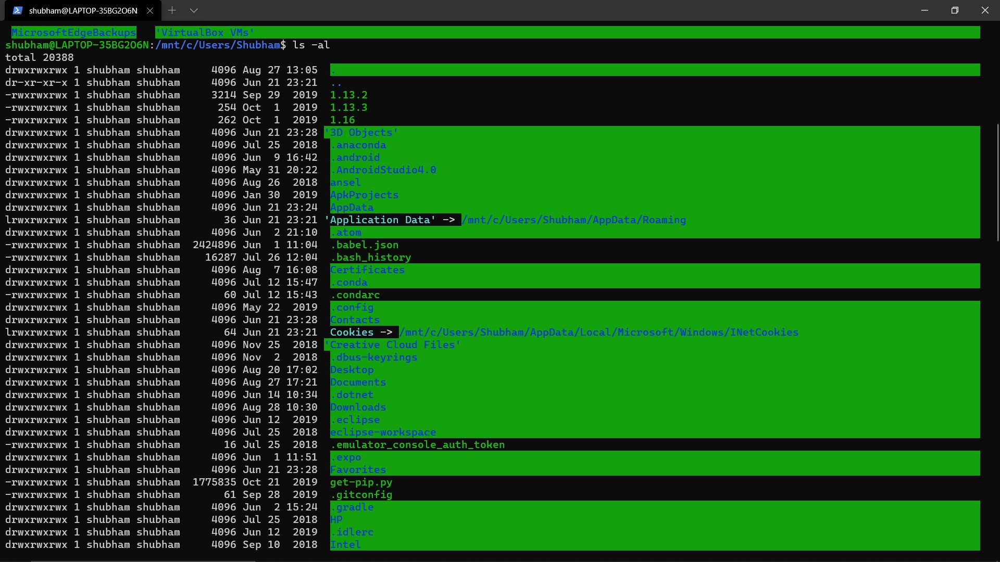 shubham@LAPTOP-35BG2O6N
MicrosoftEdgeBackups   'VirtualBox VMs'
shubham@LAPTOP-35BG2O6N:/mnt/c/Users/Shubham$ ls -al
total 20388
drwxrwxrwx 1 shubham shubham     4096 Aug 27 13:05  .
dr-xr-xr-x 1 shubham shubham     4096 Jun 21 23:21  ..
-rwxrwxrwx 1 shubham shubham     3214 Sep 29  2019  1.13.2
-rwxrwxrwx 1 shubham shubham      254 Oct  1  2019  1.13.3
-rwxrwxrwx 1 shubham shubham      262 Oct  1  2019  1.16
drwxrwxrwx 1 shubham shubham     4096 Jun 21 23:28 '3D Objects'
drwxrwxrwx 1 shubham shubham     4096 Jul 25  2018  .anaconda
drwxrwxrwx 1 shubham shubham     4096 Jun  9 16:42  .android
drwxrwxrwx 1 shubham shubham     4096 May 31 20:22  .AndroidStudio4.0
drwxrwxrwx 1 shubham shubham     4096 Aug 26  2018  ansel
drwxrwxrwx 1 shubham shubham     4096 Jan 30  2019  ApkProjects
drwxrwxrwx 1 shubham shubham     4096 Jun 21 23:24  AppData
lrwxrwxrwx 1 shubham shubham       36 Jun 21 23:21 'Application Data' -> /mnt/c/Users/Shubham/AppData/Roaming
drwxrwxrwx 1 shubham shubham     4096 Jun  2 21:10  .atom
-rwxrwxrwx 1 shubham shubham  2424896 Jun  1 11:04  .babel.json
-rwxrwxrwx 1 shubham shubham    16287 Jul 26 12:04  .bash_history
drwxrwxrwx 1 shubham shubham     4096 Aug  7 16:08  Certificates
drwxrwxrwx 1 shubham shubham     4096 Jul 12 15:47  .conda
-rwxrwxrwx 1 shubham shubham       60 Jul 12 15:43  .condarc
drwxrwxrwx 1 shubham shubham     4096 May 22  2019  .config
drwxrwxrwx 1 shubham shubham     4096 Jun 21 23:28  Contacts
lrwxrwxrwx 1 shubham shubham       64 Jun 21 23:21  Cookies -> /mnt/c/Users/Shubham/AppData/Local/Microsoft/Windows/INetCookies
drwxrwxrwx 1 shubham shubham     4096 Nov 25  2018 'Creative Cloud Files'
drwxrwxrwx 1 shubham shubham     4096 Nov  2  2018  .dbus-keyrings
drwxrwxrwx 1 shubham shubham     4096 Aug 20 17:02  Desktop
drwxrwxrwx 1 shubham shubham     4096 Aug 27 17:21  Documents
drwxrwxrwx 1 shubham shubham     4096 Jun 14 10:34  .dotnet
drwxrwxrwx 1 shubham shubham     4096 Aug 28 10:30  Downloads
drwxrwxrwx 1 shubham shubham     4096 Jun 12  2019  .eclipse
drwxrwxrwx 1 shubham shubham     4096 Jul 25  2018  eclipse-workspace
-rwxrwxrwx 1 shubham shubham       16 Jul 25  2018  .emulator_console_auth_token
drwxrwxrwx 1 shubham shubham     4096 Jun  1 11:51  .expo
drwxrwxrwx 1 shubham shubham     4096 Jun 21 23:28  Favorites
-rwxrwxrwx 1 shubham shubham  1775835 Oct 21  2019  get-pip.py
-rwxrwxrwx 1 shubham shubham       61 Sep 28  2019  .gitconfig
drwxrwxrwx 1 shubham shubham     4096 Jun  2 15:24  .gradle
drwxrwxrwx 1 shubham shubham     4096 Jul 25  2018  HP
drwxrwxrwx 1 shubham shubham     4096 Jun 12  2019  .idlerc
drwxrwxrwx 1 shubham shubham     4096 Sep 10  2018  Intel